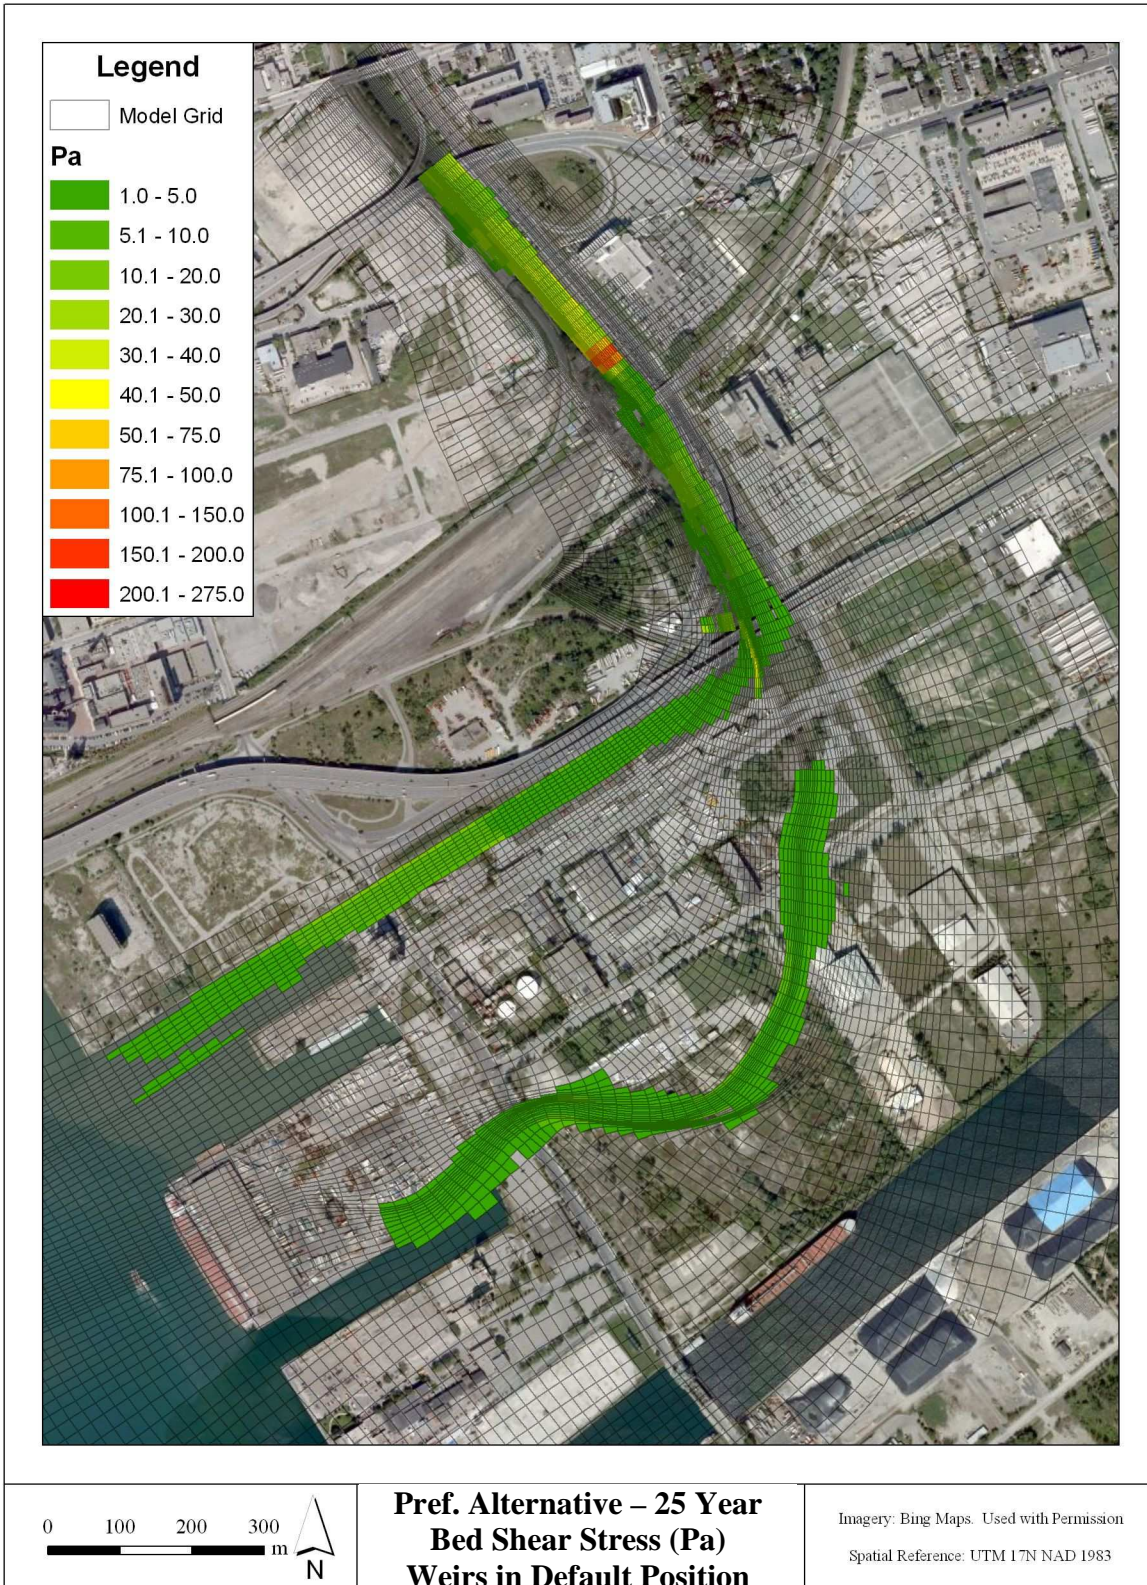 Legend
Model Grid
Pa
1.0 - 5.0
5.1 - 10.0
10.1 - 20.0
20.1 - 30.0
30.1 - 40.0
40.1 - 50.0
50.1 - 75.0
75.1 - 100.0
100.1 - 150.0
150.1 - 200.0
200.1 - 275.0
0 100 200 300
m
N
Pref. Alternative – 25 Year
Bed Shear Stress (Pa)
Weirs in Default Position
Imagery: Bing Maps. Used with Permission
Spatial Reference: UTM 17N NAD 1983